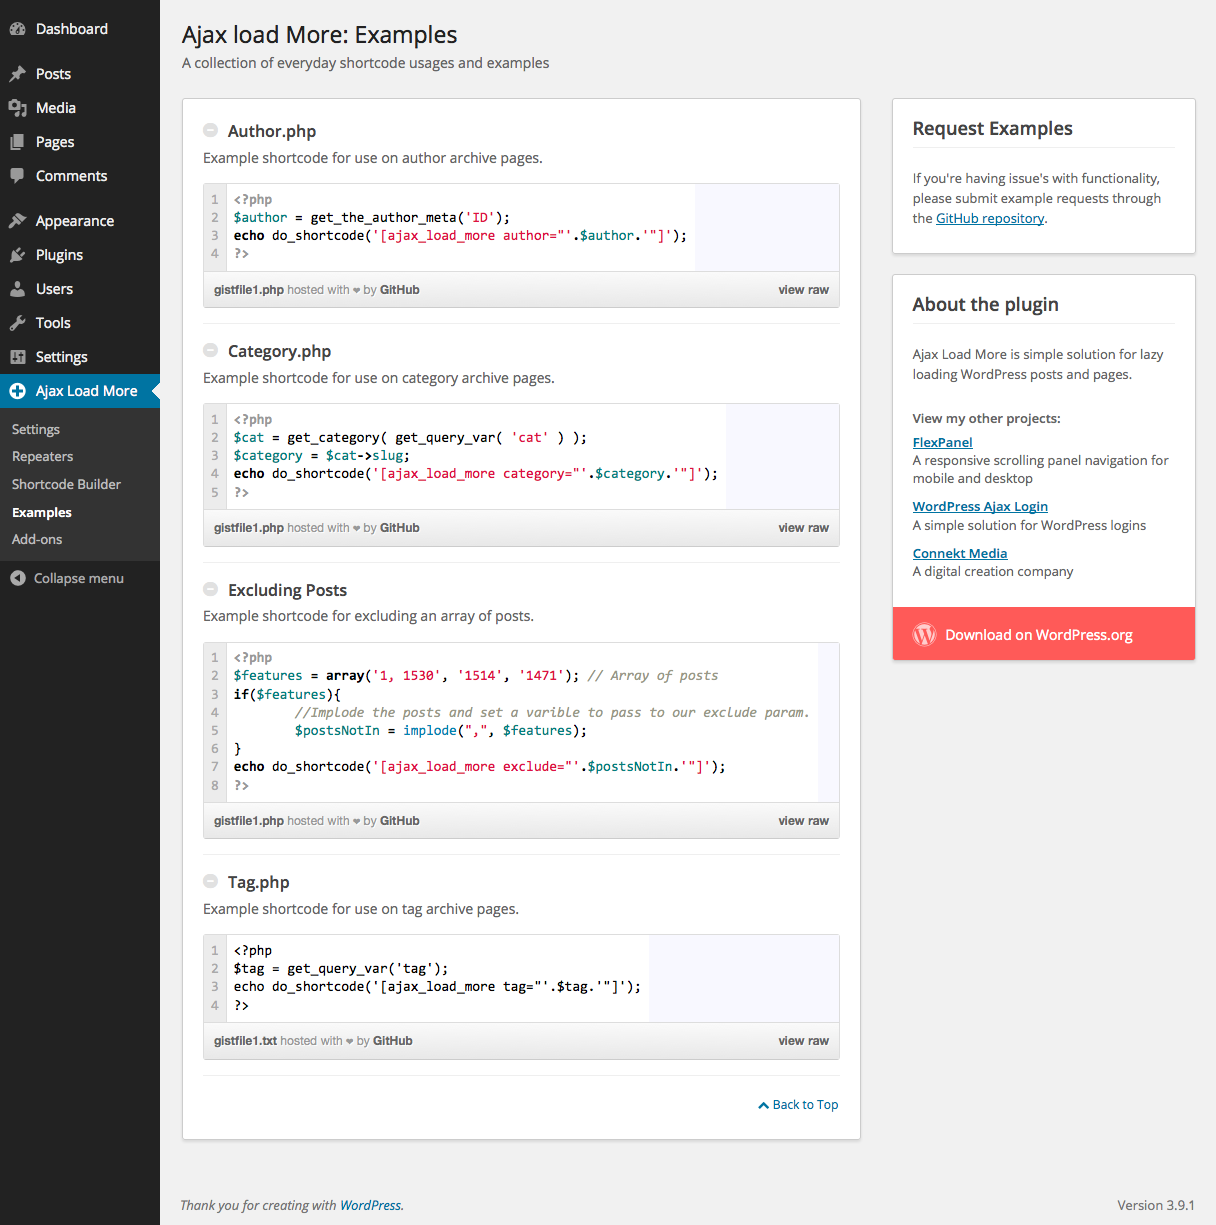 Dashboard
Posts
Media
Pages
Comments
Appearance
Plugins
Users
Tools
Settings
Ajax Load More
Settings
Repeaters
Shortcode Builder
Examples
Add-ons
Collapse menu
Ajax load More: Examples
A collection of everyday shortcode usages and examples
Author.php
Example shortcode for use on author archive pages.
1 <?php
2 $author = get_the_author_meta('ID');
3 echo do_shortcode('[ajax_load_more author="'.$author.'"]');
4 ?>
gistfile1.php hosted with ❤ by GitHub view raw
Category.php
Example shortcode for use on category archive pages.
1 <?php
2 $cat = get_category( get_query_var( 'cat' ) );
3 $category = $cat->slug;
4 echo do_shortcode('[ajax_load_more category="'.$category.'"]');
5 ?>
gistfile1.php hosted with ❤ by GitHub view raw
Excluding Posts
Example shortcode for excluding an array of posts.
1 <?php
2 $features = array('1, 1530', '1514', '1471'); // Array of posts
3 if($features){
4 //Implode the posts and set a varible to pass to our exclude param.
5 $postsNotIn = implode(",", $features);
6 }
7 echo do_shortcode('[ajax_load_more exclude="'.$postsNotIn.'"]');
8 ?>
gistfile1.php hosted with ❤ by GitHub view raw
Tag.php
Example shortcode for use on tag archive pages.
1 <?php
2 $tag = get_query_var('tag');
3 echo do_shortcode('[ajax_load_more tag="'.$tag.'"]');
4 ?>
gistfile1.txt hosted with ❤ by GitHub view raw
Back to Top
Request Examples
If you're having issue's with functionality,
please submit example requests through
the GitHub repository.
About the plugin
Ajax Load More is simple solution for lazy
loading WordPress posts and pages.
View my other projects:
FlexPanel
A responsive scrolling panel navigation for
mobile and desktop
WordPress Ajax Login
A simple solution for WordPress logins
Connekt Media
A digital creation company
Download on WordPress.org
Thank you for creating with WordPress.
Version 3.9.1